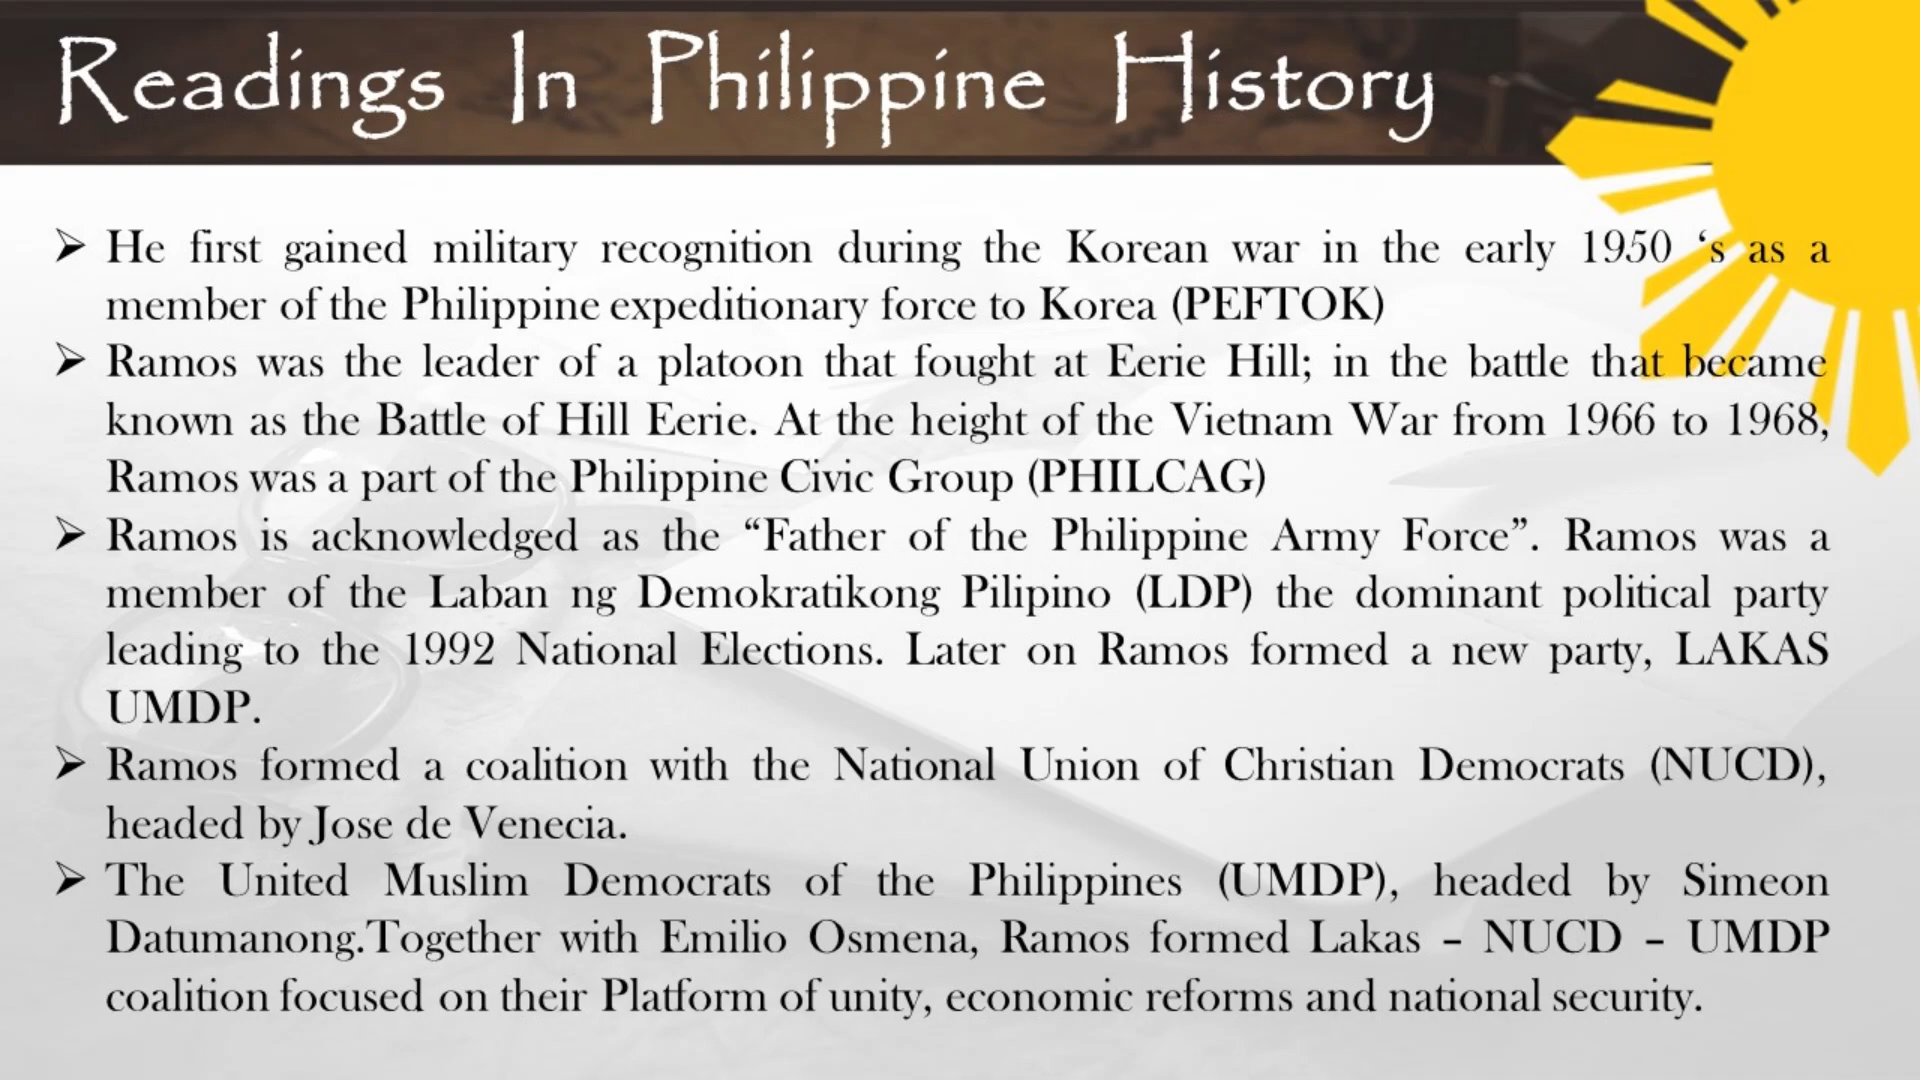 Readings In Philippine History
➢ He first gained military recognition during the Korean war in the early 1950 ‘s as a
member of the Philippine expeditionary force to Korea (PEFTOK)
➢ Ramos was the leader of a platoon that fought at Eerie Hill; in the battle that became
known as the Battle of Hill Eerie. At the height of the Vietnam War from 1966 to 1968,
Ramos was a part of the Philippine Civic Group (PHILCAG)
➢ Ramos is acknowledged as the “Father of the Philippine Army Force”. Ramos was a
member of the Laban ng Demokratikong Pilipino (LDP) the dominant political party
leading to the 1992 National Elections. Later on Ramos formed a new party, LAKAS
UMDP.
➢ Ramos formed a coalition with the National Union of Christian Democrats (NUCD),
headed by Jose de Venecia.
➢ The United Muslim Democrats of the Philippines (UMDP), headed by Simeon
Datumanong.Together with Emilio Osmena, Ramos formed Lakas – NUCD – UMDP
coalition focused on their Platform of unity, economic reforms and national security.